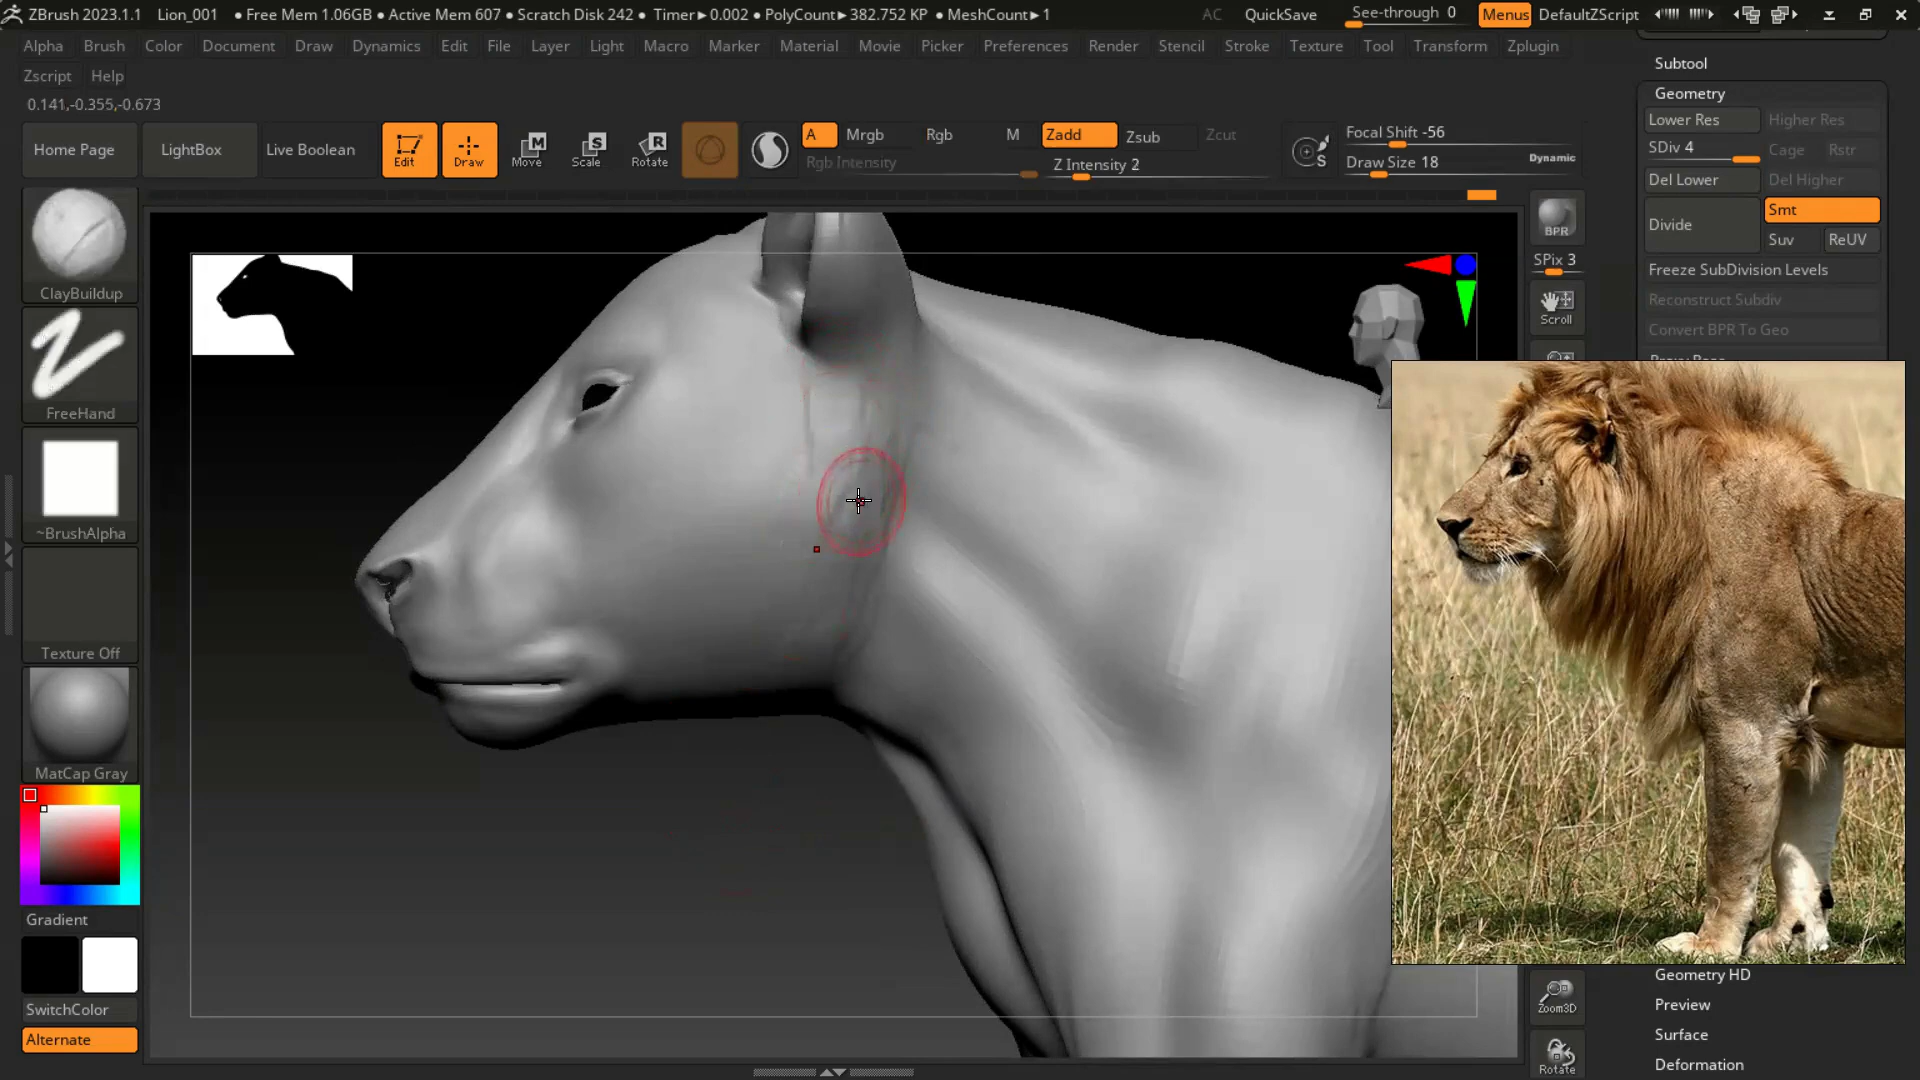 ZBrush 2023.1.1 Lion_001 ● Free Mem 1.06GB ● Active Mem 607 ● Scratch Disk 242 ● Timer►0.002 ● PolyCount►382.752 KP ● MeshCount►1 AC QuickSave See-through 0 Menus DefaultZScript
Alpha Brush Color Document Draw Dynamics Edit File Layer Light Macro Marker Material Movie Picker Preferences Render Stencil Stroke Texture Tool Transform Zplugin
Zscript Help
0.141,-0.355,-0.673
Home Page LightBox Live Boolean Edit Draw Move Scale Rotate A Mrgb Rgb M Zadd Zsub Zcut Focal Shift -56
Rgb Intensity Z Intensity 2 S Draw Size 18 Dynamic
M S R
Subtool
Geometry
Lower Res Higher Res
SDiv 4 Cage Rstr
Del Lower Del Higher
Divide Smt
Suv ReUV
Freeze SubDivision Levels
Reconstruct Subdiv
Convert BPR To Geo
ClayBuildup
FreeHand
~BrushAlpha
Texture Off
MatCap Gray
Gradient
SwitchColor
Alternate
BPR
SPix 3
Scroll
Zoom3D
Rotate
Geometry HD
Preview
Surface
Deformation